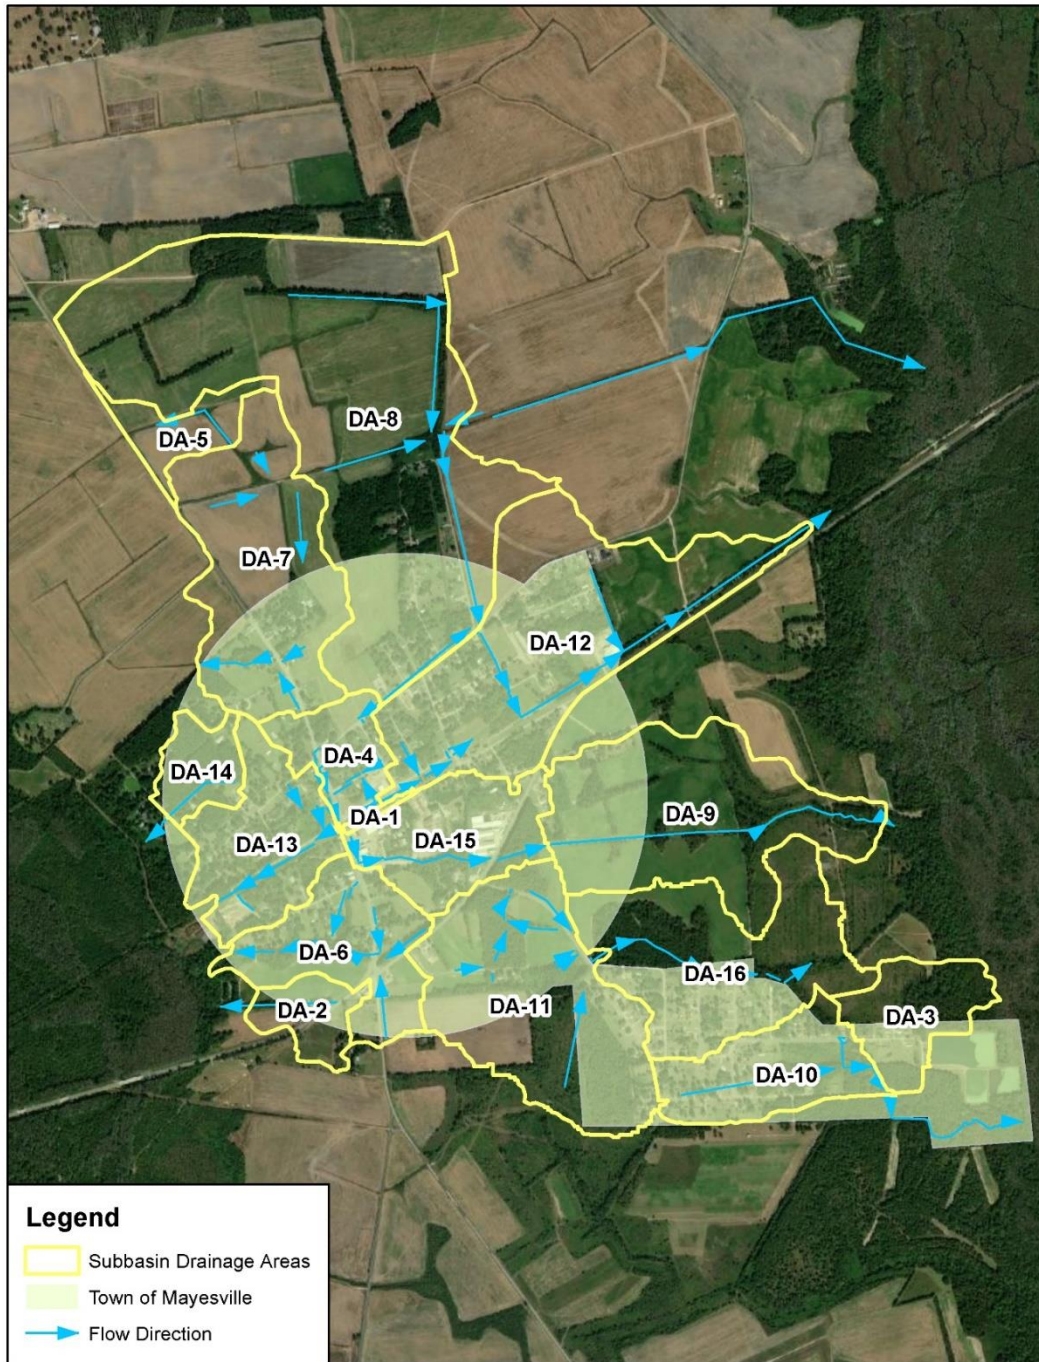 DA-8
DA-5
DA-7
DA-12
DA-4
DA-14
DA-1
DA-9
DA-15
DA-13
DA-6
DA-16
DA-2
DA-11
DA-3
DA-10
Legend
Subbasin Drainage Areas
Town of Mayesville
Flow Direction